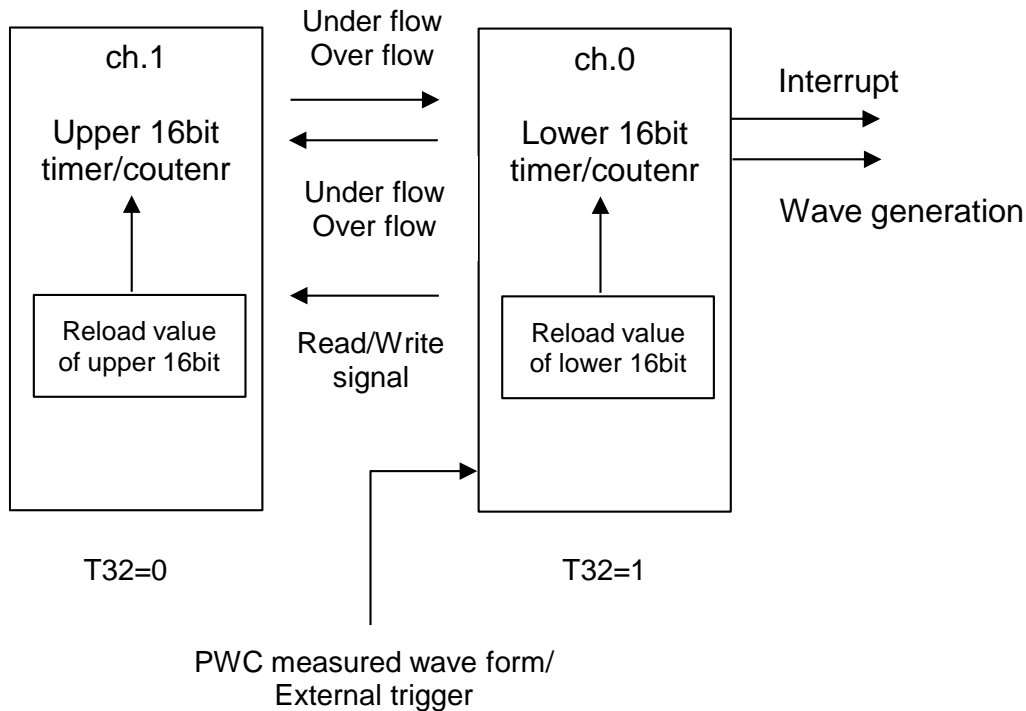 ch.1
Upper 16bit
timer/coutenr
Reload value
of upper 16bit
T32=0
Under flow
Over flow
Under flow
Over flow
Read/Write
signal
ch.0
Lower 16bit
timer/coutenr
Reload value
of lower 16bit
T32=1
Interrupt
Wave generation
PWC measured wave form/
External trigger